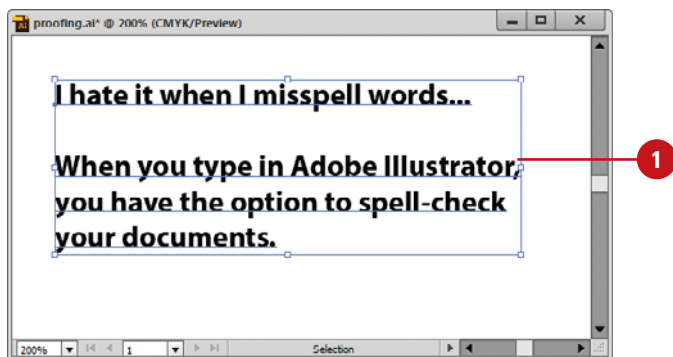 proofing.ai* @ 200% (CMYK/Preview)
I hate it when I misspell words...
When you type in Adobe Illustrator,
you have the option to spell-check
your documents.
1
200%
1
Selection